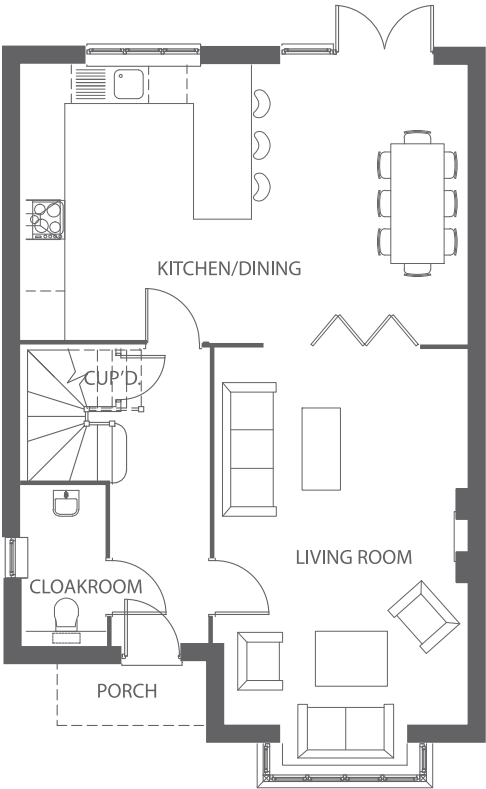 KITCHEN/DINING
CUP'D.
LIVING ROOM
CLOAKROOM
PORCH